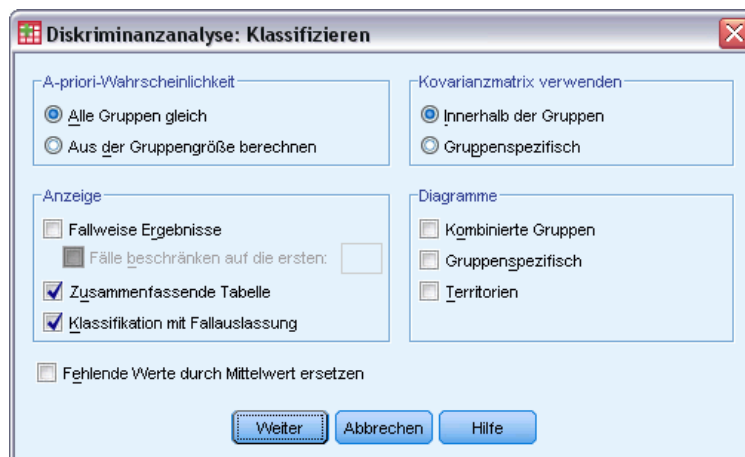 Diskriminanzanalyse: Klassifizieren
A-priori-Wahrscheinlichkeit
Alle Gruppen gleich
Aus der Gruppengröße berechnen
Kovarianzmatrix verwenden
Innerhalb der Gruppen
Gruppenspezifisch
Anzeige
Fallweise Ergebnisse
Fälle beschränken auf die ersten:
Zusammenfassende Tabelle
Klassifikation mit Fallauslassung
Diagramme
Kombinierte Gruppen
Gruppenspezifisch
Territorien
Fehlende Werte durch Mittelwert ersetzen
Weiter
Abbrechen
Hilfe